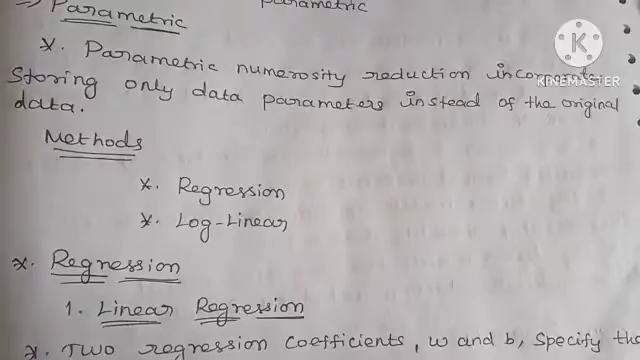 Parametric
parametric
*. Parametric numerosity reduction
Storing only data parameters instead of the original
data.
Methods
*. Regression
*. Log-Linear
*. Regression
1. Linear Regression
*. Two regression coefficients, w and b, specify the
K
KINEMASTER